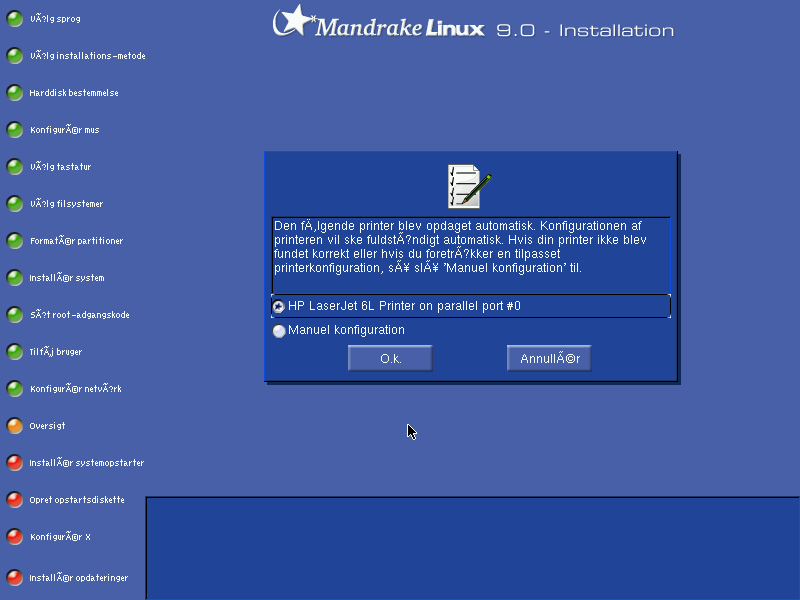 MandrakeLinux 9.0 - Installation
VÃ?lg sprog
VÃ?lg installations-metode
Harddisk bestemmelse
KonfigurÃ©r mus
VÃ?lg tastatur
VÃ?lg filsystemer
FormatÃ©r partitioner
InstallÃ©r system
SÃ?t root-adgangskode
TilfÃ¸j bruger
KonfigurÃ©r netvÃ?rk
Oversigt
InstallÃ©r systemopstarter
Opret opstartsdiskette
KonfigurÃ©r X
InstallÃ©r opdateringer
Den fÃ¸lgende printer blev opdaget automatisk. Konfigurationen af
printeren vil ske fuldstÃ?ndigt automatisk. Hvis din printer ikke blev
fundet korrekt eller hvis du foretrÃ?kker en tilpasset
printerkonfiguration, sÃ¥ slÃ¥ 'Manuel konfiguration' til.
HP LaserJet 6L Printer on parallel port #0
Manuel konfiguration
O.k.
AnnullÃ©r